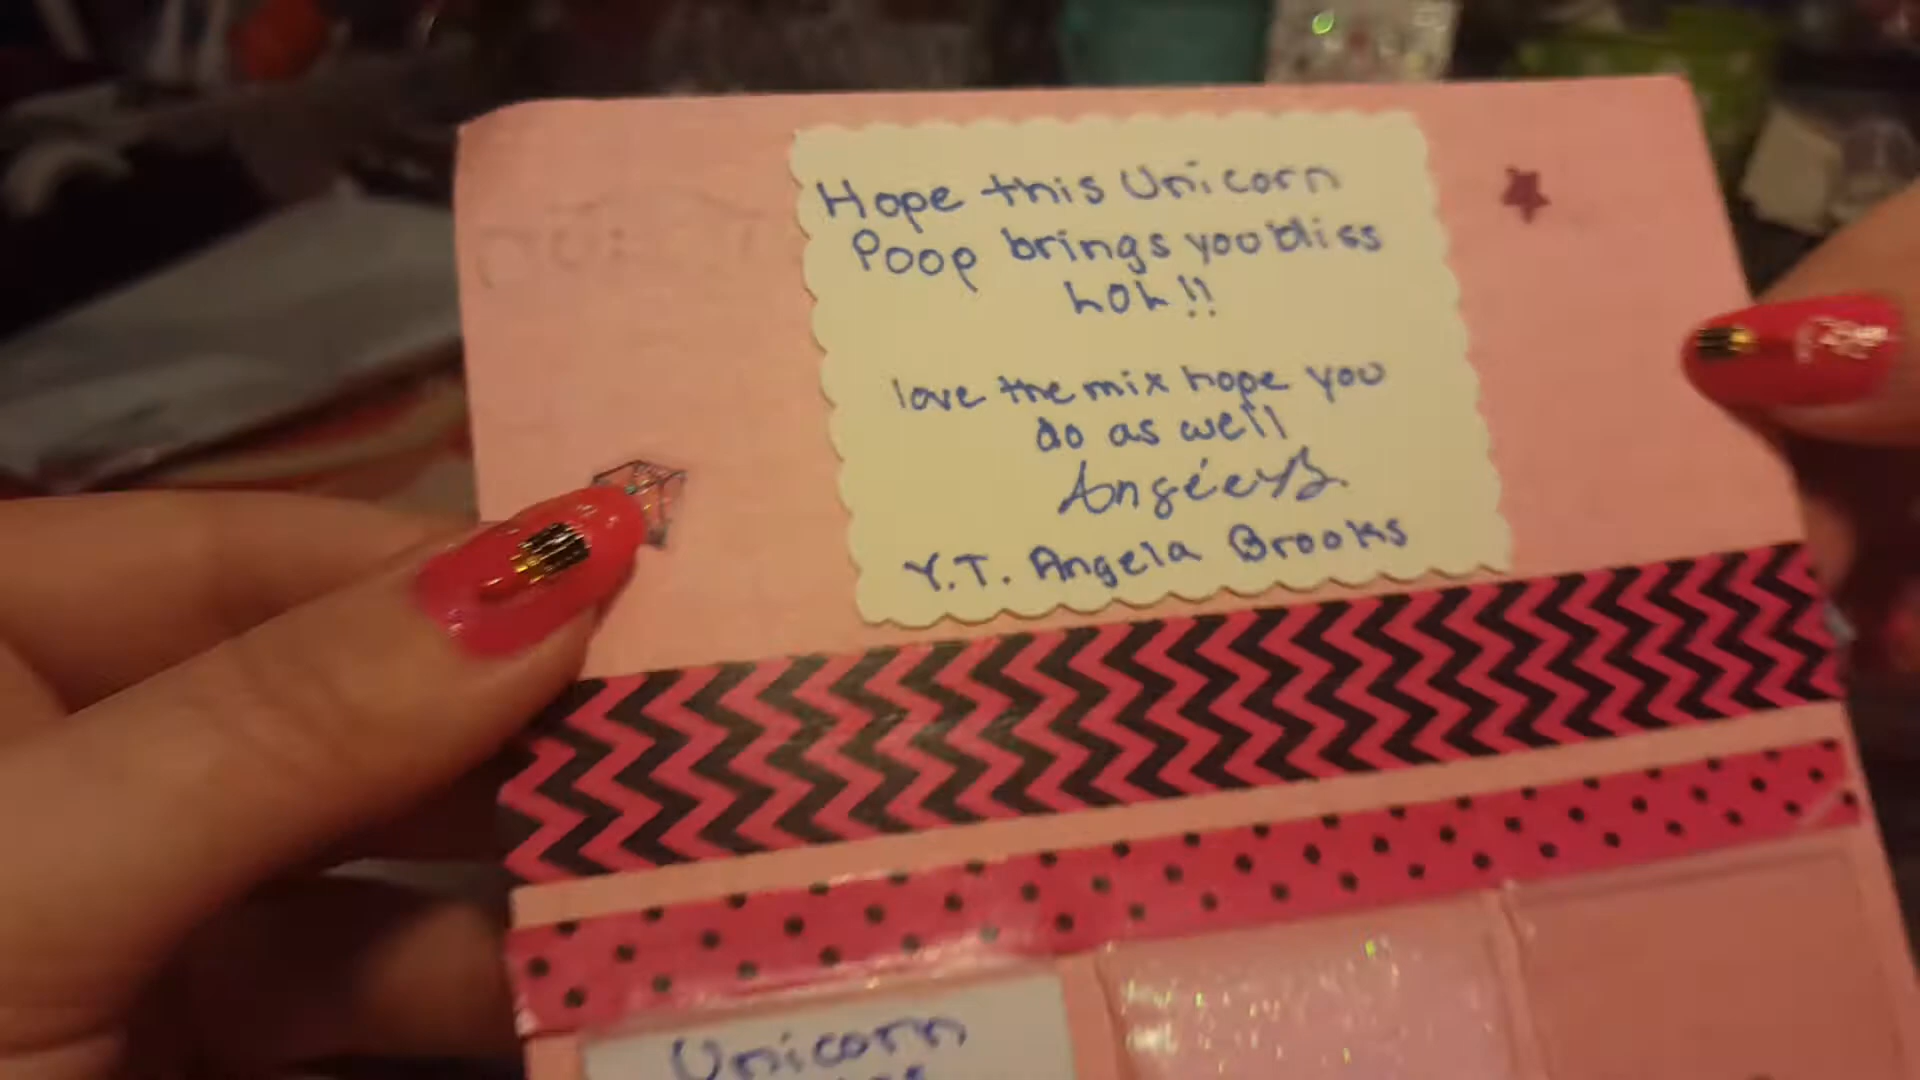 Hope this Unicorn
Poop brings you bliss
LOL!!
love the mix hope you
do as well
AngéeyB.
Y.T. Angela Brooks
Unicorn